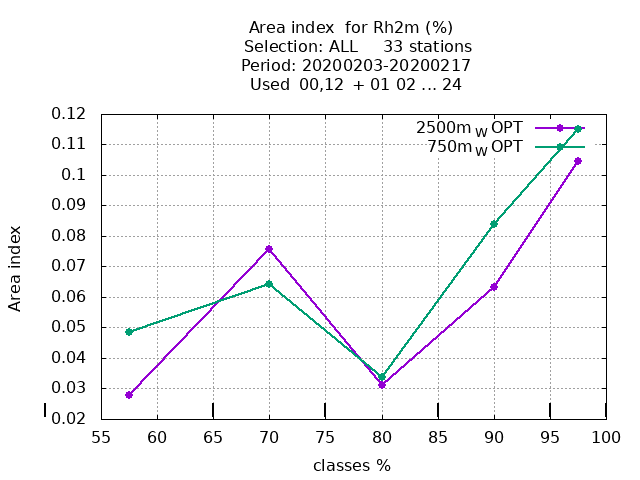 Area index  for Rh2m (%)
Selection: ALL     33 stations
Period: 20200203-20200217
Used  00,12  + 01 02 ... 24
2500m W OPT
750m W OPT
0.12
0.11
0.1
0.09
0.08
0.07
0.06
0.05
0.04
0.03
0.02
Area index
55 60 65 70 75 80 85 90 95 100
classes %